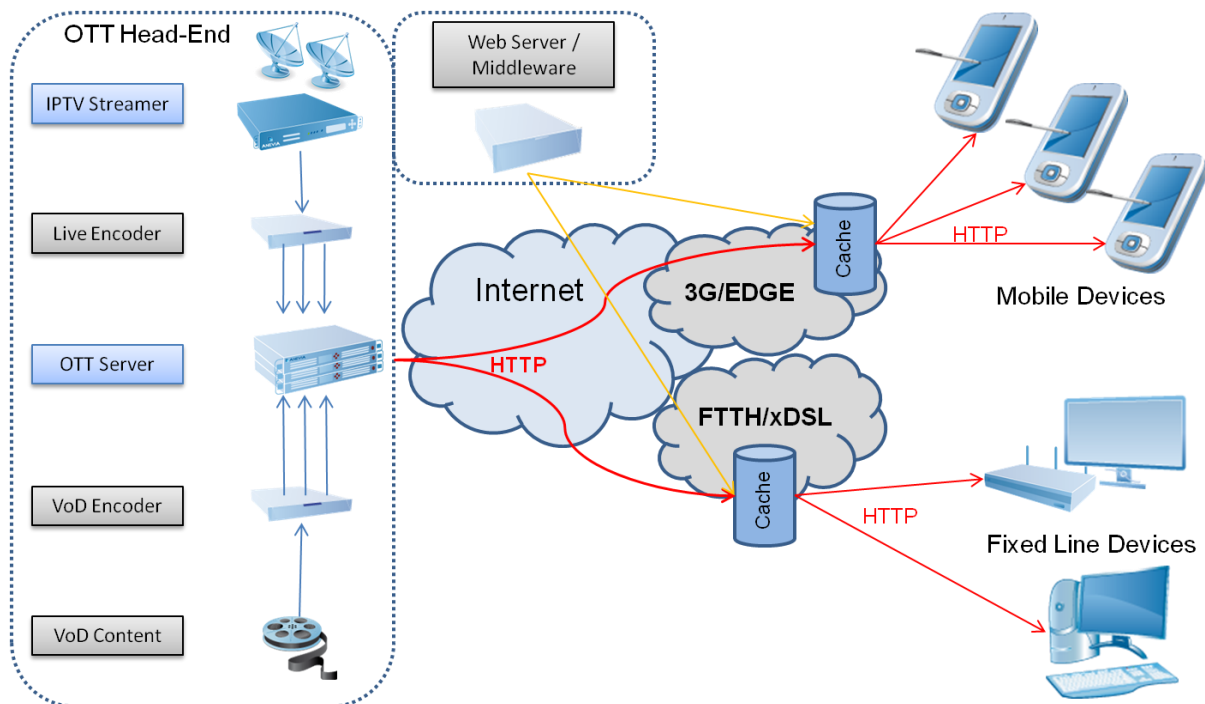 OTT Head-End
IPTV Streamer
Live Encoder
OTT Server
VoD Encoder
VoD Content
Web Server /
Middleware
Internet
HTTP
3G/EDGE
Cache
FTTH/xDSL
Cache
HTTP
Mobile Devices
HTTP
Fixed Line Devices